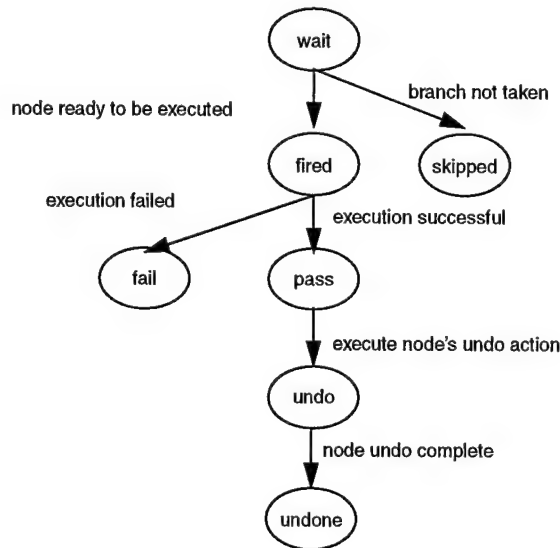 wait
branch not taken
node ready to be executed
fired
skipped
execution failed
execution successful
fail
pass
execute node's undo action
undo
node undo complete
undone